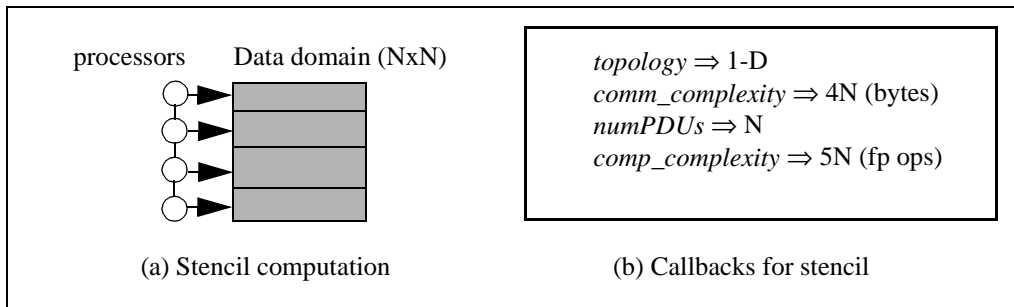 processors Data domain (NxN)
topology ⇒ 1-D
comm_complexity ⇒ 4N (bytes)
numPDUs ⇒ N
comp_complexity ⇒ 5N (fp ops)
(a) Stencil computation
(b) Callbacks for stencil